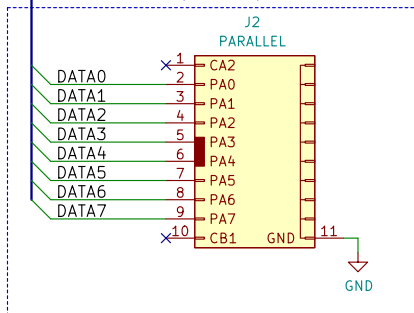 J2
PARALLEL
1 CA2
DATA0 2 PA0
DATA1 3 PA1
DATA2 4 PA2
DATA3 5 PA3
DATA4 6 PA4
DATA5 7 PA5
DATA6 8 PA6
DATA7 9 PA7
10 CB1 GND 11
GND